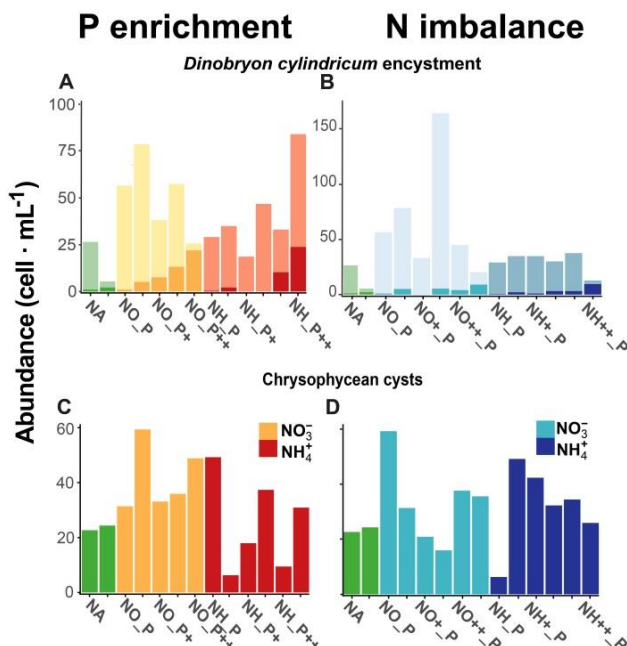 P enrichment N imbalance
Dinobryon cylindricum encystment
A B
100
75
50
25
0
150
100
50
0
NA NO_P NO_P+ NO_P++ NH_P NH_P+ NH_P++
NA NO_P NO+_P NO++_P NH_P NH+_P NH++_P
Abundance (cell · mL⁻¹)
Chrysophycean cysts
C D
60
40
20
0
NO₃⁻
NH₄⁺
NO₃⁻
NH₄⁺
NA NO_P NO_P+ NO_P++ NH_P NH_P+ NH_P++
NA NO_P NO+_P NO++_P NH_P NH+_P NH++_P